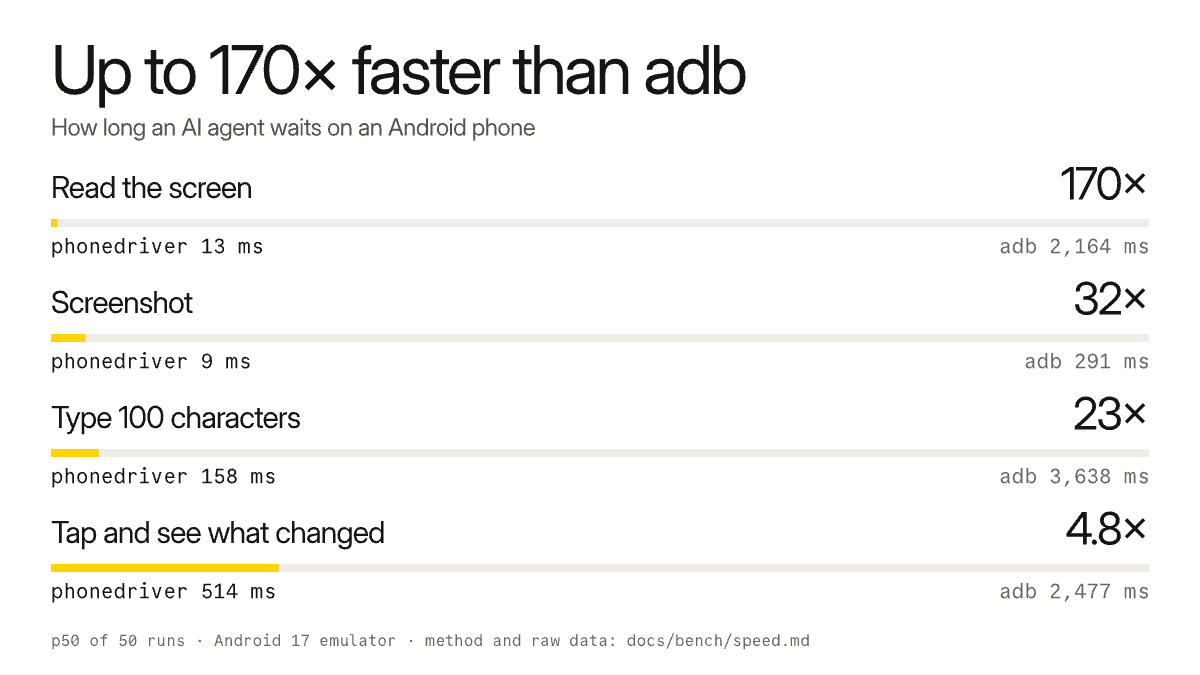 Up to 170× faster than adb
How long an AI agent waits on an Android phone
Read the screen 170×
phonedriver 13 ms adb 2,164 ms
Screenshot 32×
phonedriver 9 ms adb 291 ms
Type 100 characters 23×
phonedriver 158 ms adb 3,638 ms
Tap and see what changed 4.8×
phonedriver 514 ms adb 2,477 ms
p50 of 50 runs · Android 17 emulator · method and raw data: docs/bench/speed.md